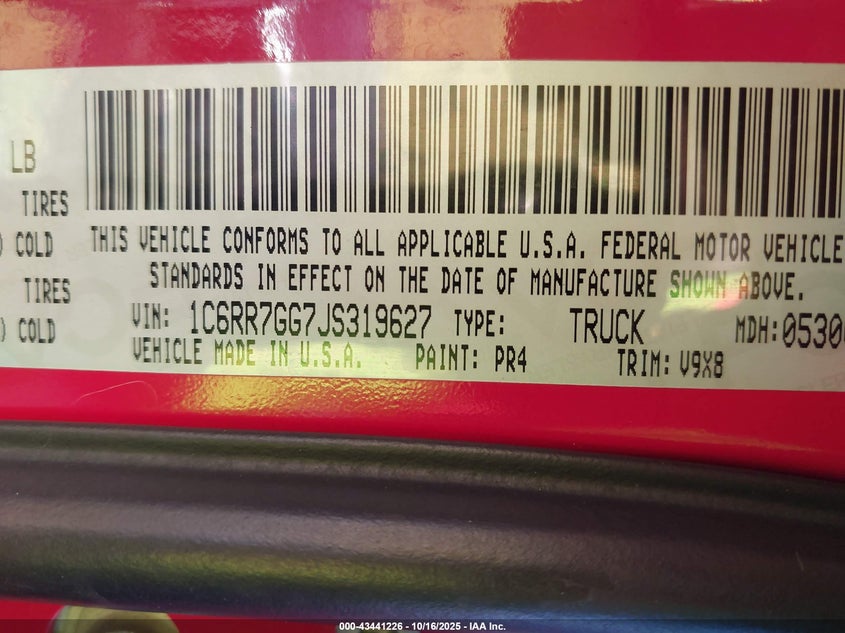 LB
TIRES
) COLD
TIRES
) COLD
THIS VEHICLE CONFORMS TO ALL APPLICABLE U.S.A. FEDERAL MOTOR VEHICLE
STANDARDS IN EFFECT ON THE DATE OF MANUFACTURE SHOWN ABOVE.
VIN: 1C6RR7GG7JS319627 TYPE: TRUCK MDH: 0530
VEHICLE MADE IN U.S.A. PAINT: PR4 TRIM: V9X8
000-43441226 - 10/16/2025 - IAA Inc.